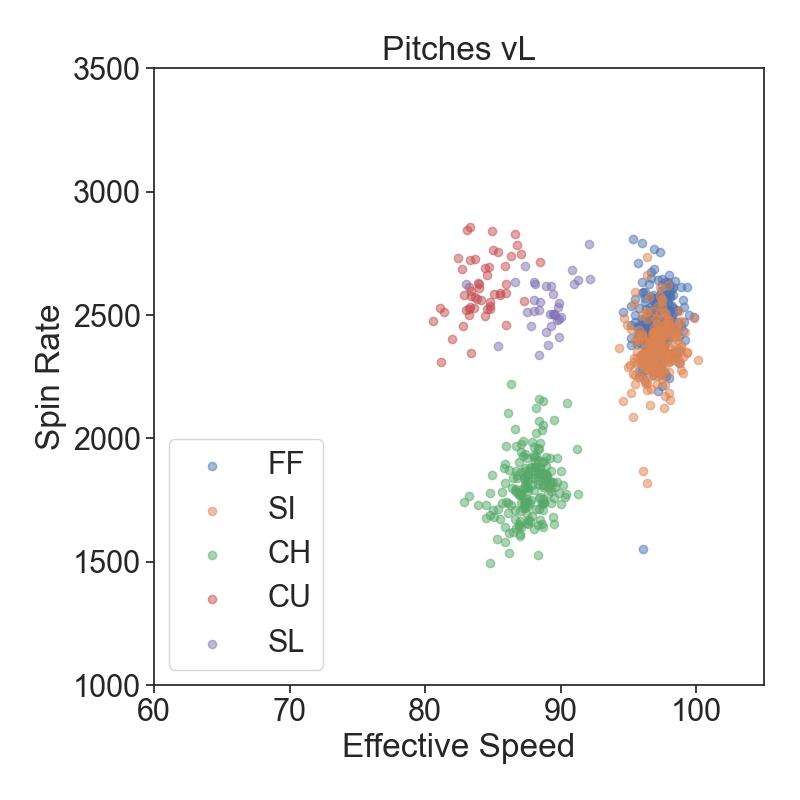 Pitches vL
3500
3000
2500
2000
1500
1000
Spin Rate
FF
SI
CH
CU
SL
60 70 80 90 100
Effective Speed